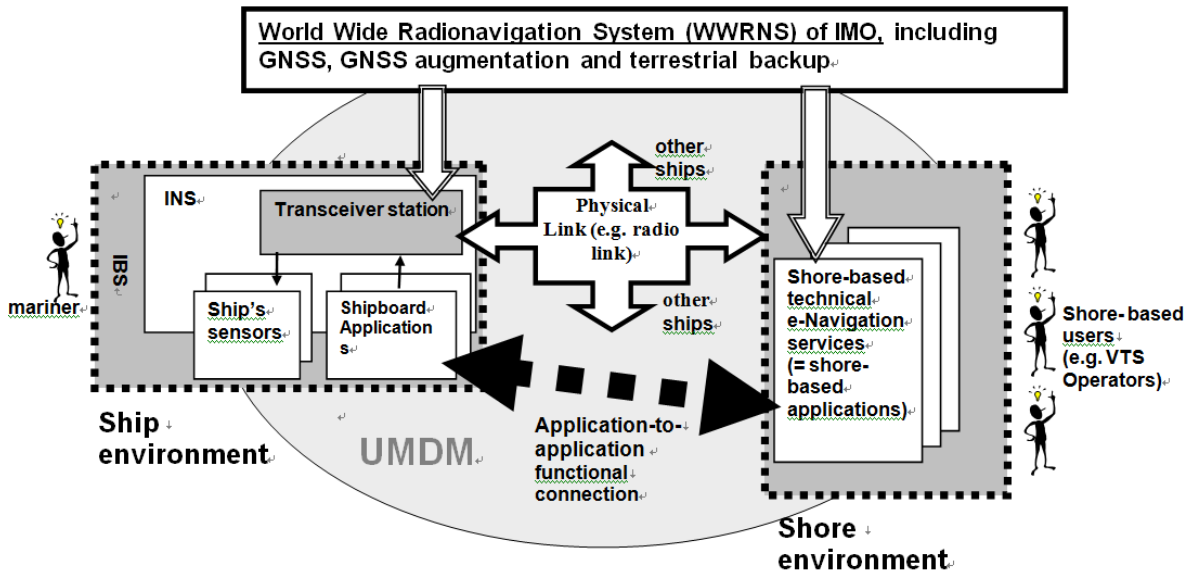 World Wide Radionavigation System (WWRNS) of IMO, including
GNSS, GNSS augmentation and terrestrial backup
other
ships
INS
Transceiver station
Physical
Link (e.g. radio
link)
IBS
mariner
Ship's
sensors
Shipboard
Application
s
other
ships
Shore-based
technical
e-Navigation
services
(= shore-
based
applications)
Shore-based
users
(e.g. VTS
Operators)
Ship
environment
UMDM
Application-to-
application
functional
connection
Shore
environment